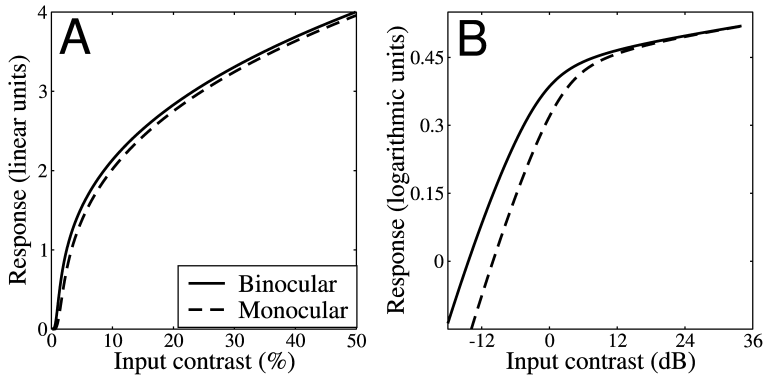 A
4
3
2
1
0
Response (linear units)
0
10
20
30
40
50
Input contrast (%)
Binocular
Monocular
B
0.45
0.3
0.15
0
Response (logarithmic units)
-12
0
12
24
36
Input contrast (dB)